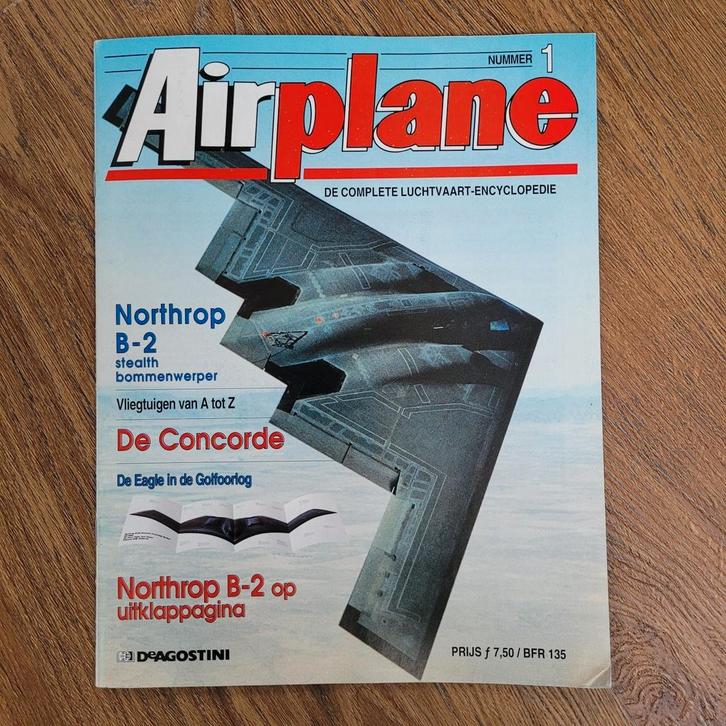 NUMMER 1
Airplane
DE COMPLETE LUCHTVAART-ENCYCLOPEDIE
Northrop
B-2
stealth
bommenwerper
Vliegtuigen van A tot Z
De Concorde
De Eagle in de Golfoorlog
Northrop B-2 op
uitklappagina
DeAGOSTINI
PRIJS ƒ 7,50 / BFR 135